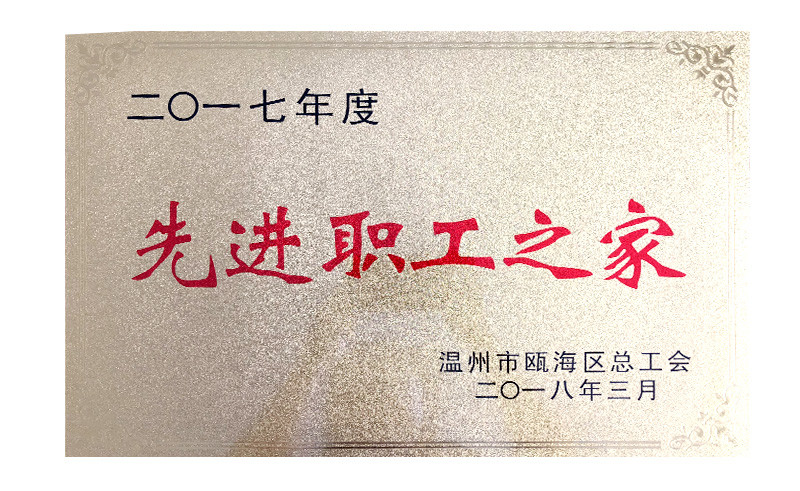 二〇一七年度
先进职工之家
温州市瓯海区总工会
二〇一八年三月